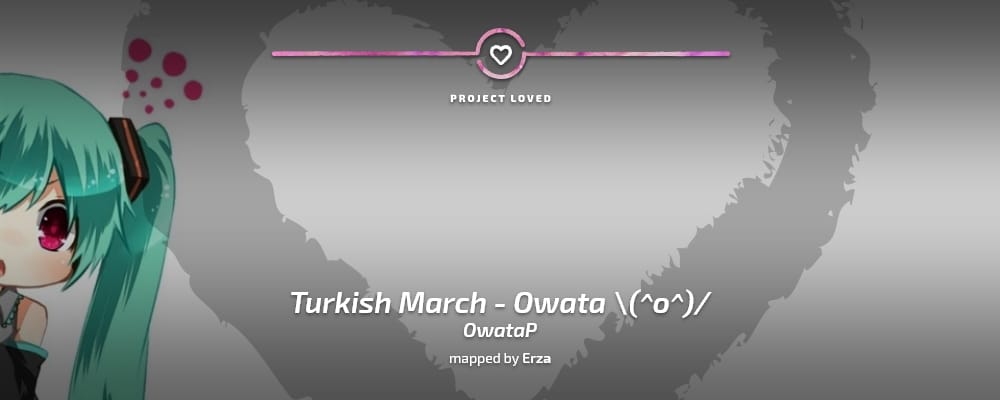 PROJECT LOVED
Turkish March - Owata \(^o^)/
OwataP
mapped by Erza